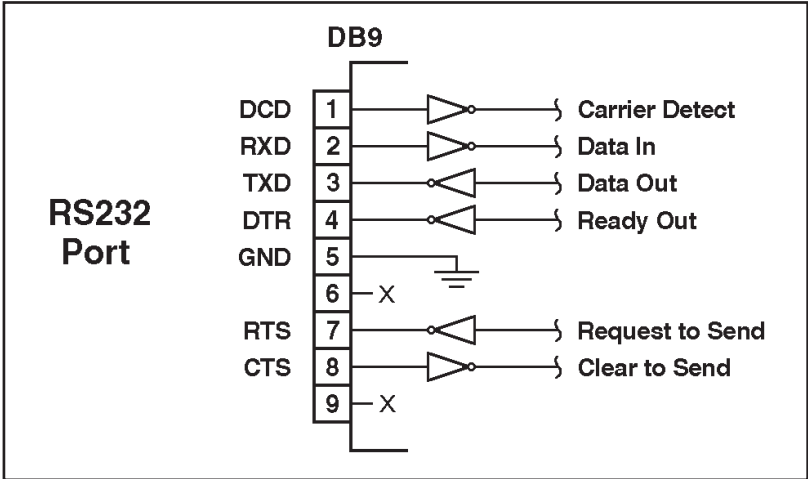 DB9
RS232
Port
DCD 1 Carrier Detect
RXD 2 Data In
TXD 3 Data Out
DTR 4 Ready Out
GND 5
6 X
RTS 7 Request to Send
CTS 8 Clear to Send
9 X